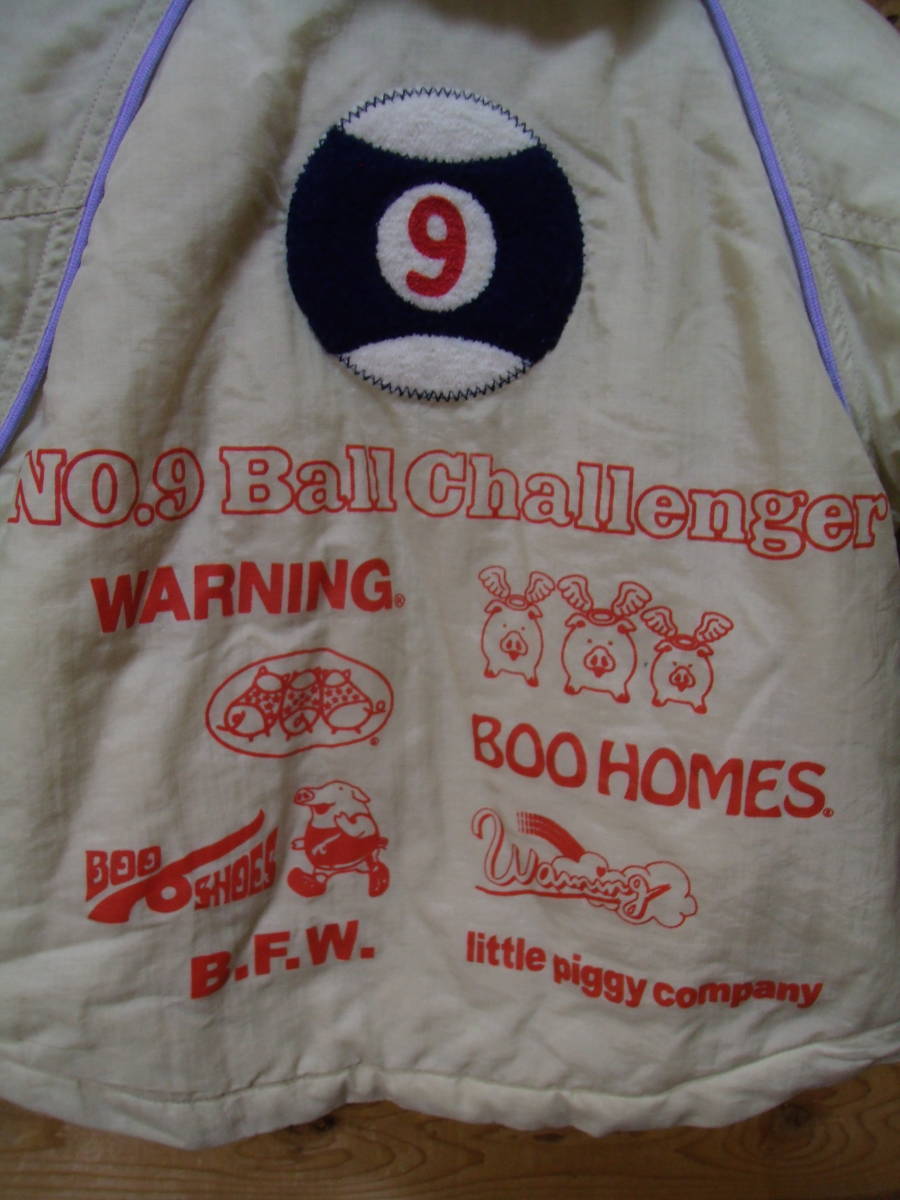 9
NO.9 Ball Challenger
WARNING®
BOO HOMES®
®
BOO SHOES
Warning
B.F.W.
little piggy company